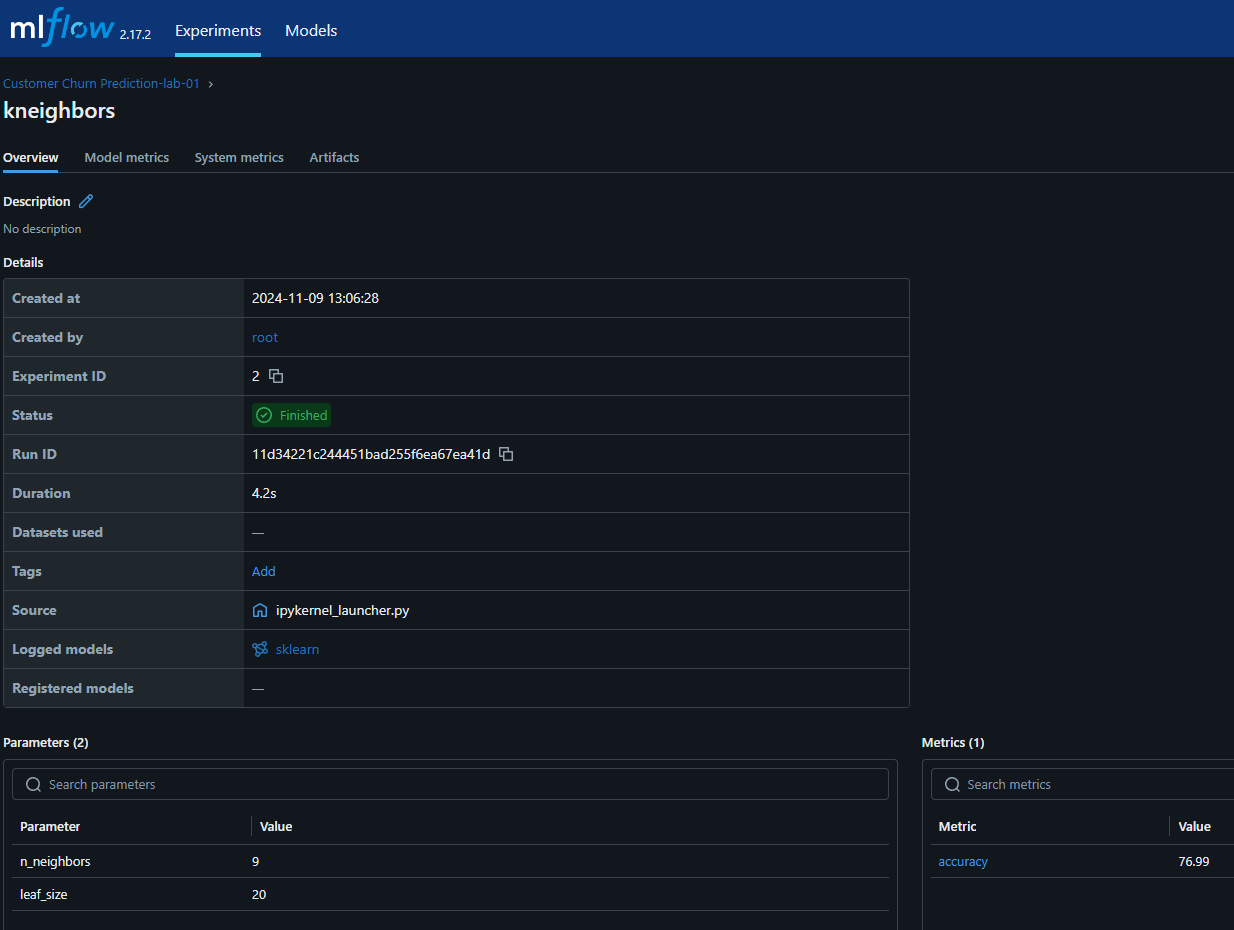 mlflow 2.17.2 Experiments Models
Customer Churn Prediction-lab-01 ›
kneighbors
Overview Model metrics System metrics Artifacts
Description
No description
Details
Created at 2024-11-09 13:06:28
Created by root
Experiment ID 2
Status Finished
Run ID 11d34221c244451bad255f6ea67ea41d
Duration 4.2s
Datasets used —
Tags Add
Source ipykernel_launcher.py
Logged models sklearn
Registered models —
Parameters (2)
Search parameters
Parameter Value
n_neighbors 9
leaf_size 20
Metrics (1)
Search metrics
Metric Value
accuracy 76.99